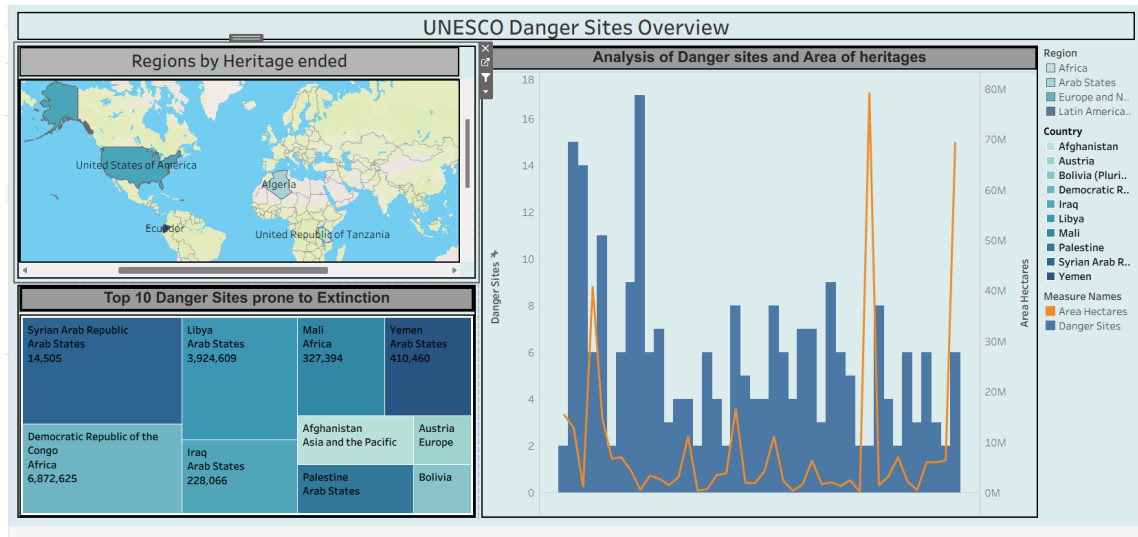 UNESCO Danger Sites Overview
Regions by Heritage ended
United States of America
Algeria
Ecuador
United Republic of Tanzania
Top 10 Danger Sites prone to Extinction
Syrian Arab Republic
Arab States
14,505
Libya
Arab States
3,924,609
Mali
Africa
327,394
Yemen
Arab States
410,460
Democratic Republic of the
Congo
Africa
6,872,625
Iraq
Arab States
228,066
Afghanistan
Asia and the Pacific
Austria
Europe
Palestine
Arab States
Bolivia
Analysis of Danger sites and Area of heritages
Danger Sites
18
16
14
12
10
8
6
4
2
0
80M
70M
60M
50M
40M
30M
20M
10M
0M
Area Hectares
Region
Africa
Arab States
Europe and N..
Latin America..
Country
Afghanistan
Austria
Bolivia (Pluri..
Democratic R..
Iraq
Libya
Mali
Palestine
Syrian Arab R..
Yemen
Measure Names
Area Hectares
Danger Sites